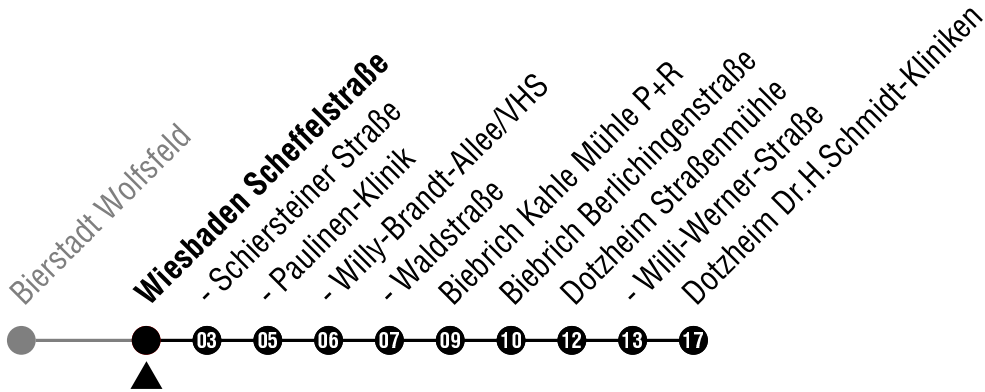 Bierstadt Wolfsfeld
Wiesbaden Scheffelstraße
- Schiersteiner Straße
- Paulinen-Klinik
- Willy-Brandt-Allee/VHS
- Waldstraße
Biebrich Kahle Mühle P+R
Biebrich Berlichingenstraße
Dotzheim Straßenmühle
- Willi-Werner-Straße
Dotzheim Dr.H.Schmidt-Kliniken
03 05 06 07 09 10 12 13 17